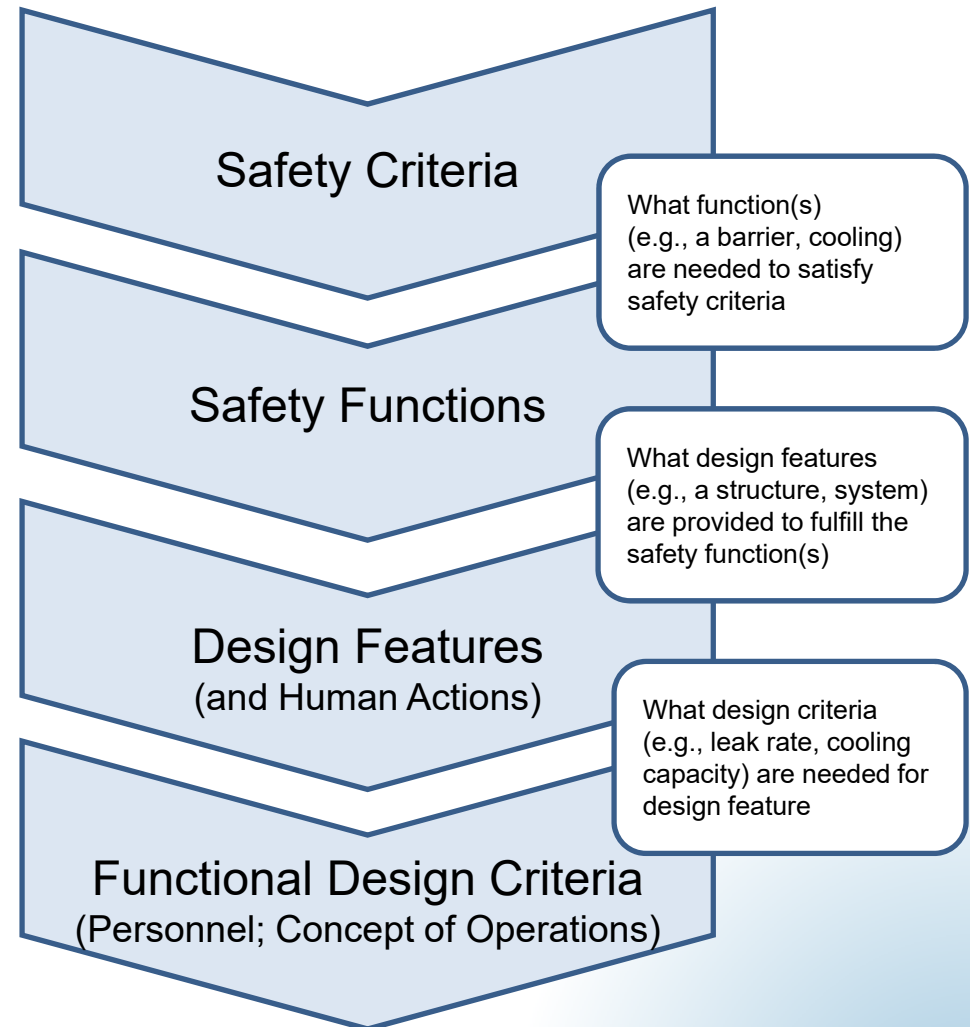 Safety Criteria
What function(s)
(e.g., a barrier, cooling)
are needed to satisfy
safety criteria
Safety Functions
What design features
(e.g., a structure, system)
are provided to fulfill the
safety function(s)
Design Features
(and Human Actions)
What design criteria
(e.g., leak rate, cooling
capacity) are needed for
design feature
Functional Design Criteria
(Personnel; Concept of Operations)